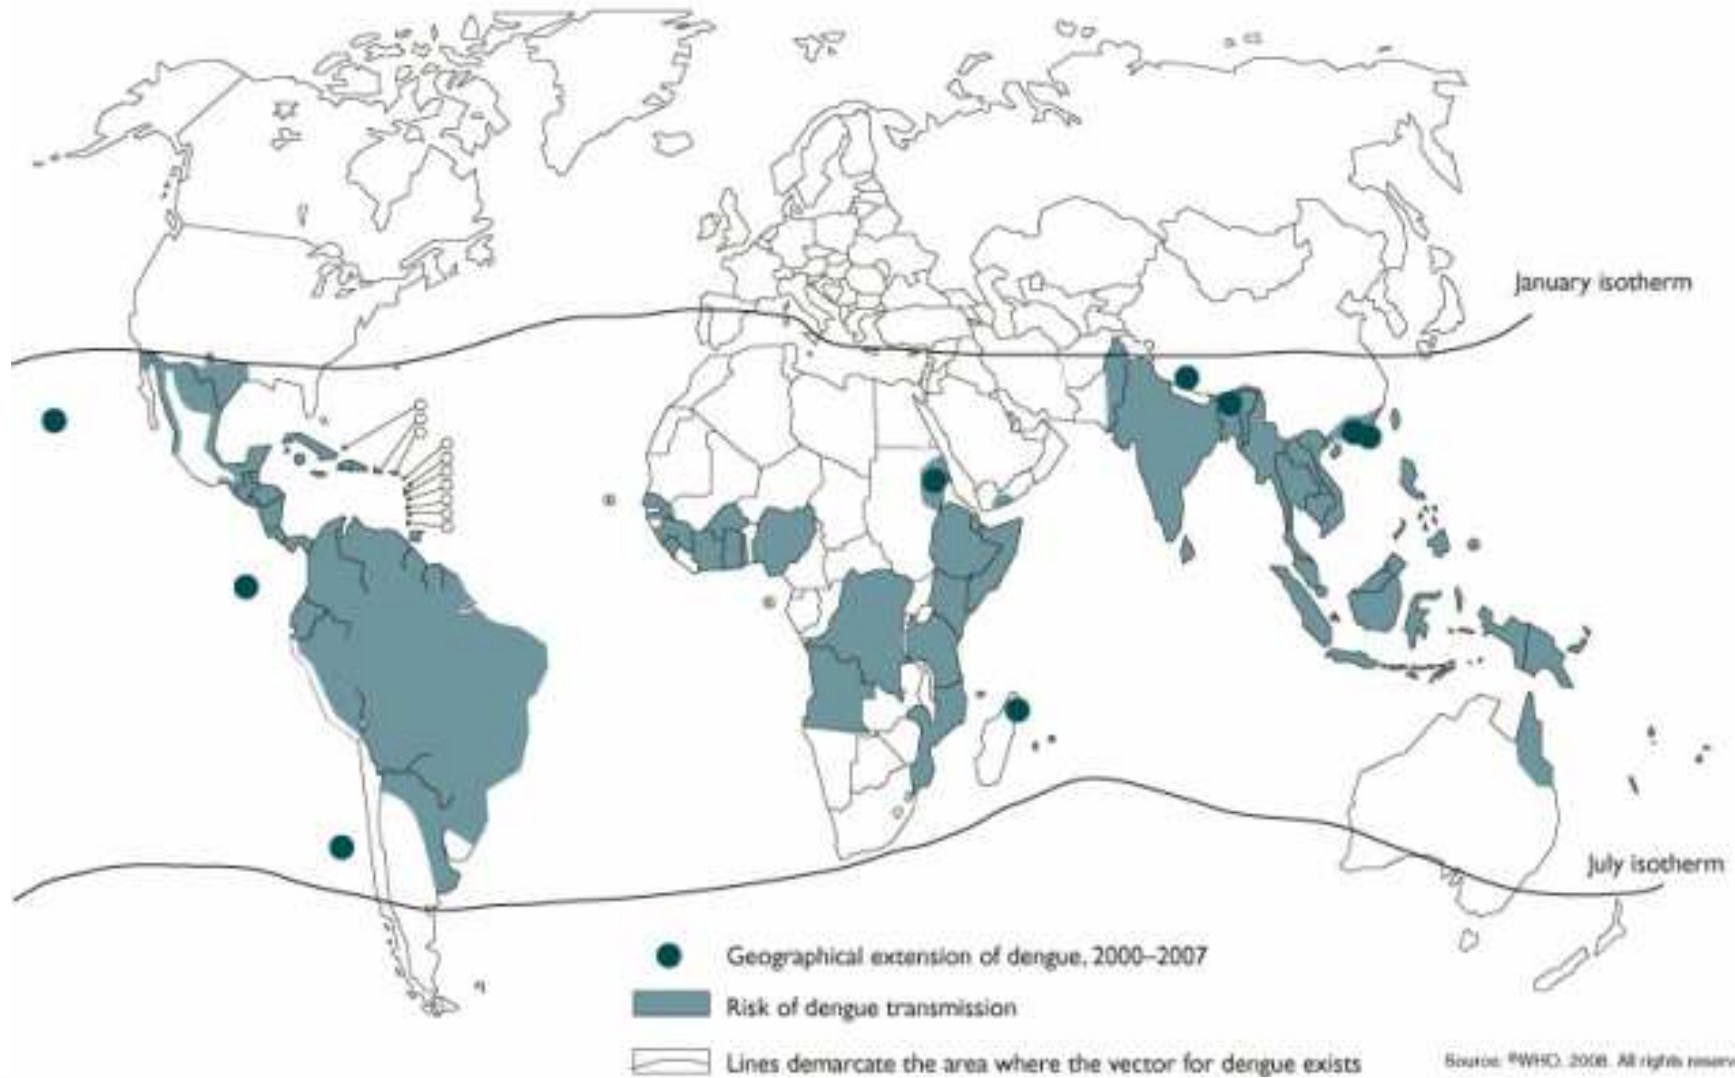 January isotherm
July isotherm
Geographical extension of dengue, 2000–2007
Risk of dengue transmission
Lines demarcate the area where the vector for dengue exists
Source: ©WHO, 2008. All rights reserv